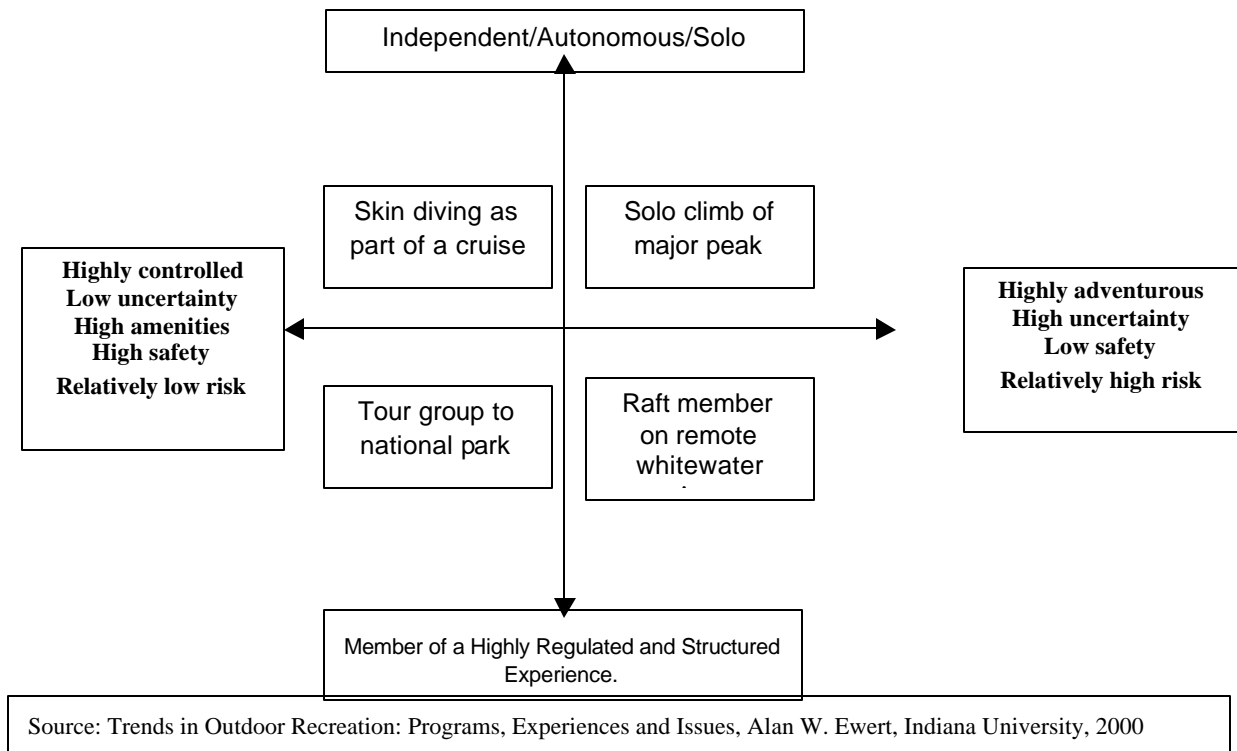 Independent/Autonomous/Solo
Skin diving as
part of a cruise
Solo climb of
major peak
Highly controlled
Low uncertainty
High amenities
High safety
Relatively low risk
Highly adventurous
High uncertainty
Low safety
Relatively high risk
Tour group to
national park
Raft member
on remote
whitewater
Member of a Highly Regulated and Structured
Experience.
Source: Trends in Outdoor Recreation: Programs, Experiences and Issues, Alan W. Ewert, Indiana University, 2000